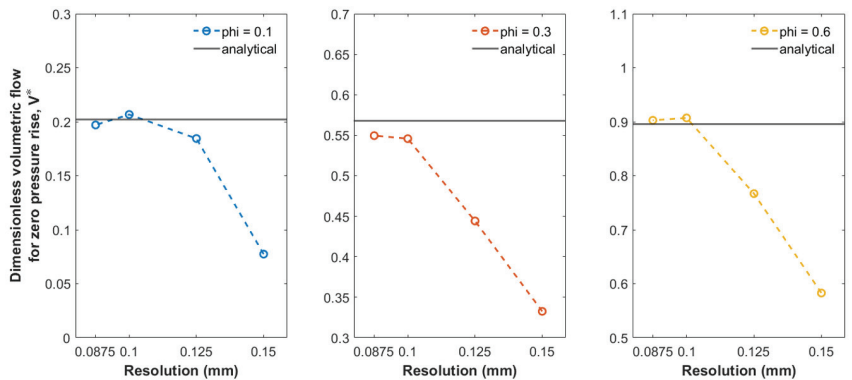 Dimensionless volumetric flow
for zero pressure rise, V*
0.3
0.25
0.2
0.15
0.1
0.05
0
phi = 0.1
analytical
0.0875 0.1 0.125 0.15
Resolution (mm)
0.7
0.65
0.6
0.55
0.5
0.45
0.4
0.35
0.3
phi = 0.3
analytical
0.0875 0.1 0.125 0.15
Resolution (mm)
1.1
1
0.9
0.8
0.7
0.6
0.5
phi = 0.6
analytical
0.0875 0.1 0.125 0.15
Resolution (mm)